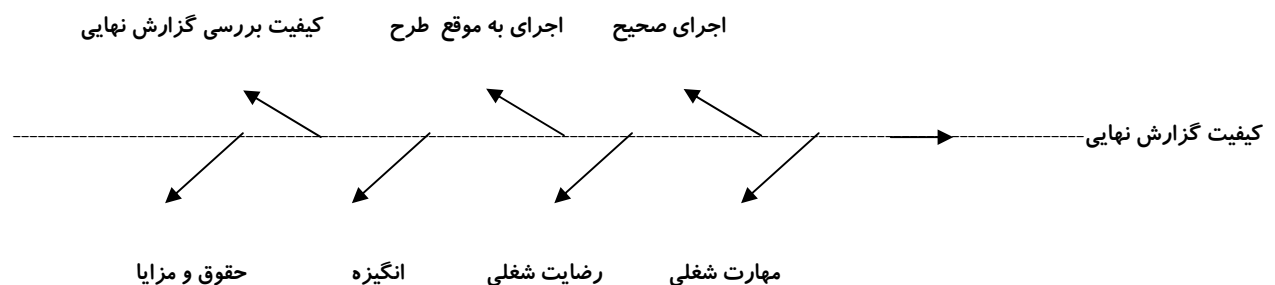 اجرای صحیح
اجرای به موقع طرح
کیفیت بررسی گزارش نهایی
کیفیت گزارش نهایی
مهارت شغلی
رضایت شغلی
انگیزه
حقوق و مزایا